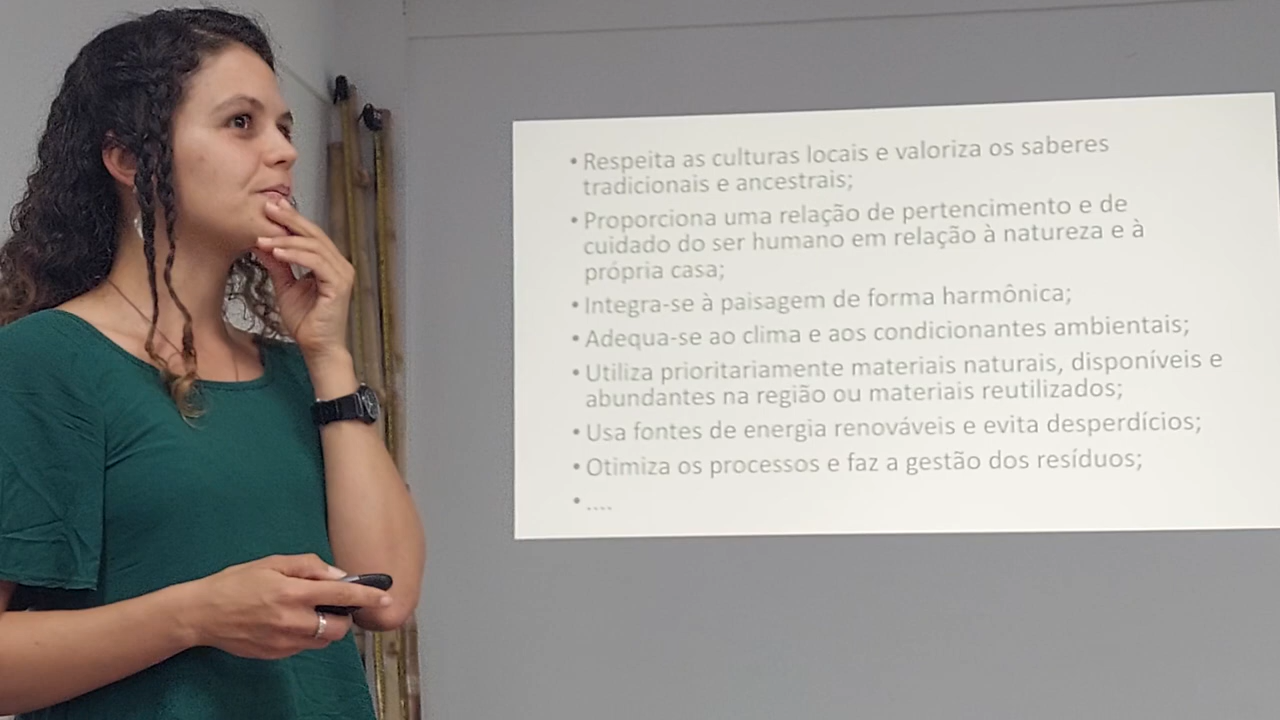 • Respeita as culturas locais e valoriza os saberes
tradicionais e ancestrais;
• Proporciona uma relação de pertencimento e de
cuidado do ser humano em relação à natureza e à
própria casa;
• Integra-se à paisagem de forma harmônica;
• Adequa-se ao clima e aos condicionantes ambientais;
• Utiliza prioritariamente materiais naturais, disponíveis e
abundantes na região ou materiais reutilizados;
• Usa fontes de energia renováveis e evita desperdícios;
• Otimiza os processos e faz a gestão dos resíduos;
• ....